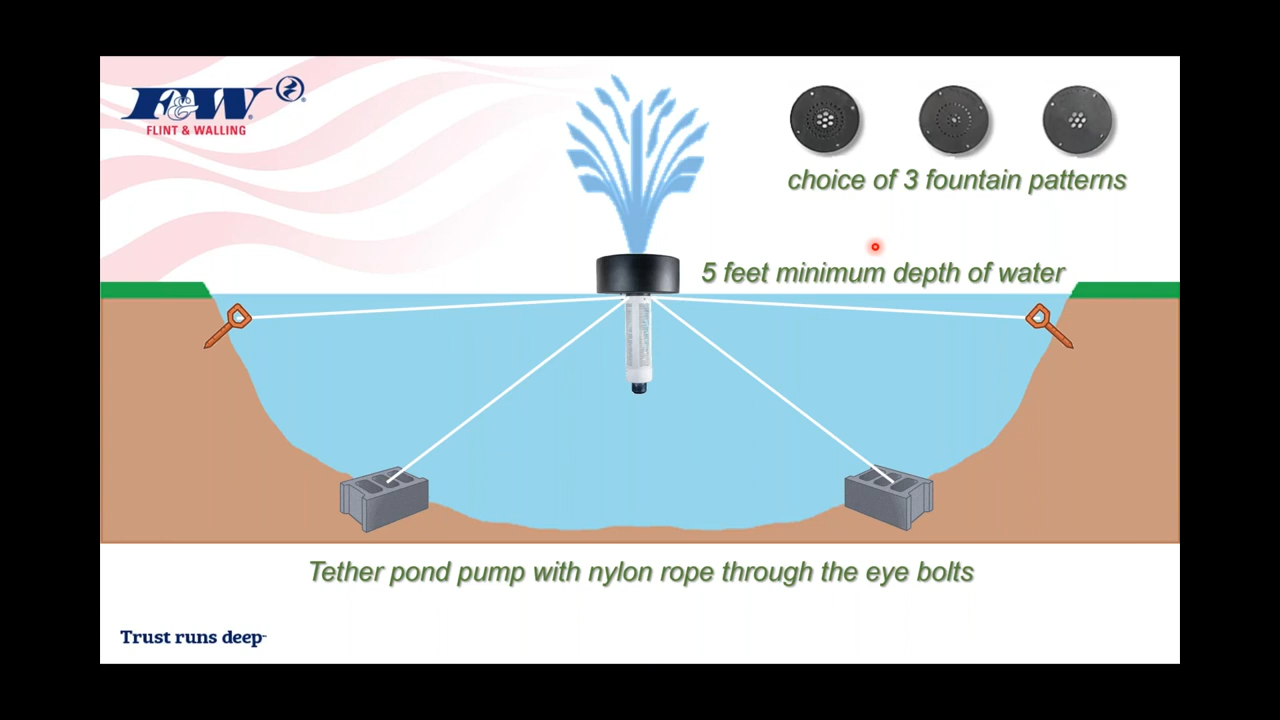 F&W
FLINT & WALLING
choice of 3 fountain patterns
5 feet minimum depth of water
Tether pond pump with nylon rope through the eye bolts
Trust runs deep™